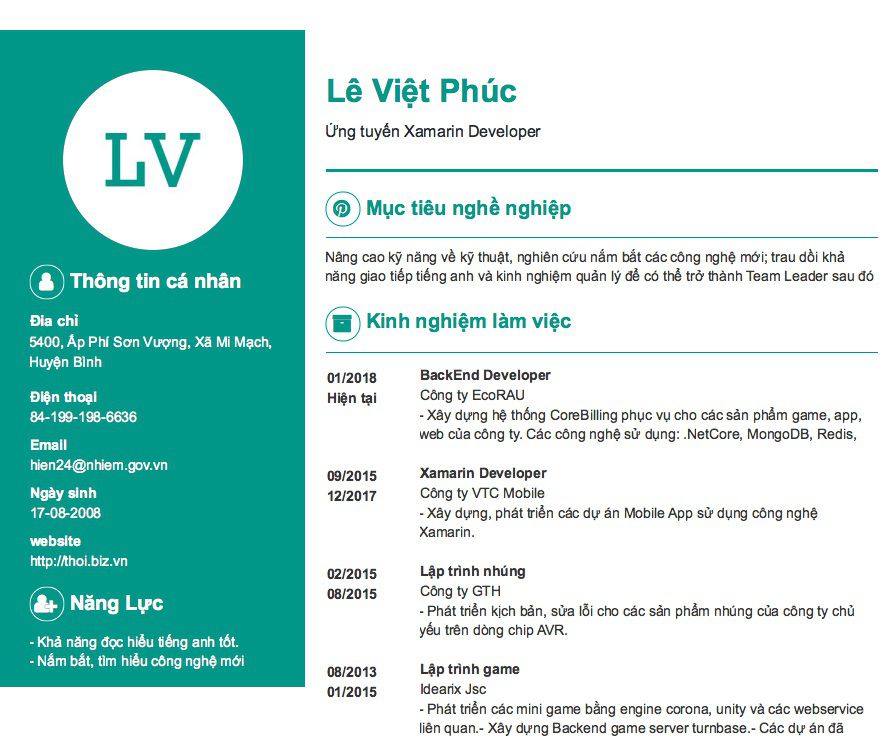 LV
Thông tin cá nhân
Địa chỉ
5400, Ấp Phí Sơn Vượng, Xã Mi Mạch,
Huyện Bình
Điện thoại
84-199-198-6636
Email
hien24@nhiem.gov.vn
Ngày sinh
17-08-2008
website
http://thoi.biz.vn
Năng Lực
- Khả năng đọc hiểu tiếng anh tốt.
- Nắm bắt, tìm hiểu công nghệ mới
Lê Việt Phúc
Ứng tuyển Xamarin Developer
Mục tiêu nghề nghiệp
Nâng cao kỹ năng về kỹ thuật, nghiên cứu nắm bắt các công nghệ mới; trau dồi khả
năng giao tiếp tiếng anh và kinh nghiệm quản lý để có thể trở thành Team Leader sau đó
Kinh nghiệm làm việc
01/2018
Hiện tại
BackEnd Developer
Công ty EcoRAU
- Xây dựng hệ thống CoreBilling phục vụ cho các sản phẩm game, app,
web của công ty. Các công nghệ sử dụng: .NetCore, MongoDB, Redis,
09/2015
12/2017
Xamarin Developer
Công ty VTC Mobile
- Xây dựng, phát triển các dự án Mobile App sử dụng công nghệ
Xamarin.
02/2015
08/2015
Lập trình nhúng
Công ty GTH
- Phát triển kịch bản, sửa lỗi cho các sản phẩm nhúng của công ty chủ
yếu trên dòng chip AVR.
08/2013
01/2015
Lập trình game
Idearix Jsc
- Phát triển các mini game bằng engine corona, unity và các webservice
liên quan.- Xây dựng Backend game server turnbase.- Các dự án đã